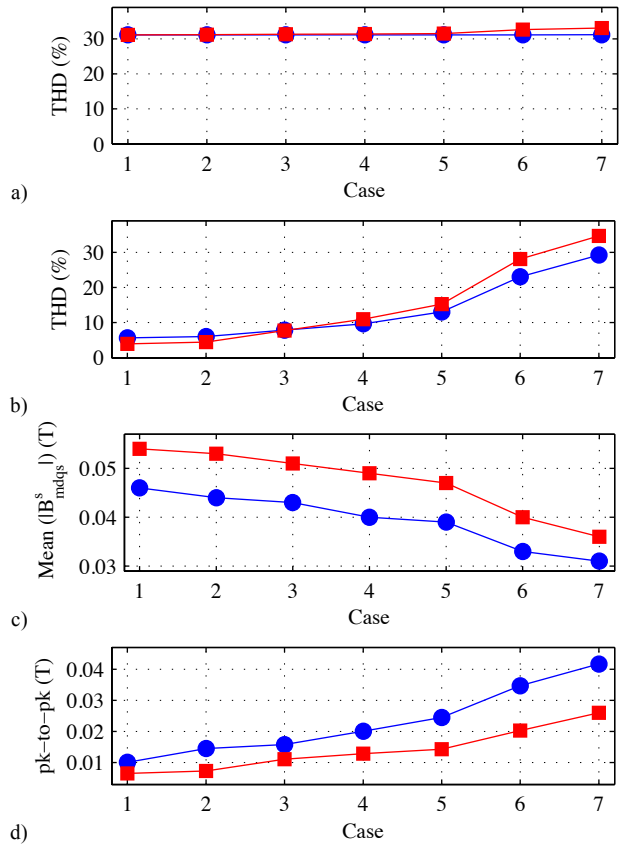 THD (%)
30
20
10
0
1 2 3 4 5 6 7
Case
a)
THD (%)
30
20
10
0
1 2 3 4 5 6 7
Case
b)
Mean (|B^s_mdqs|) (T)
0.05
0.04
0.03
1 2 3 4 5 6 7
Case
c)
pk−to−pk (T)
0.04
0.03
0.02
0.01
1 2 3 4 5 6 7
Case
d)